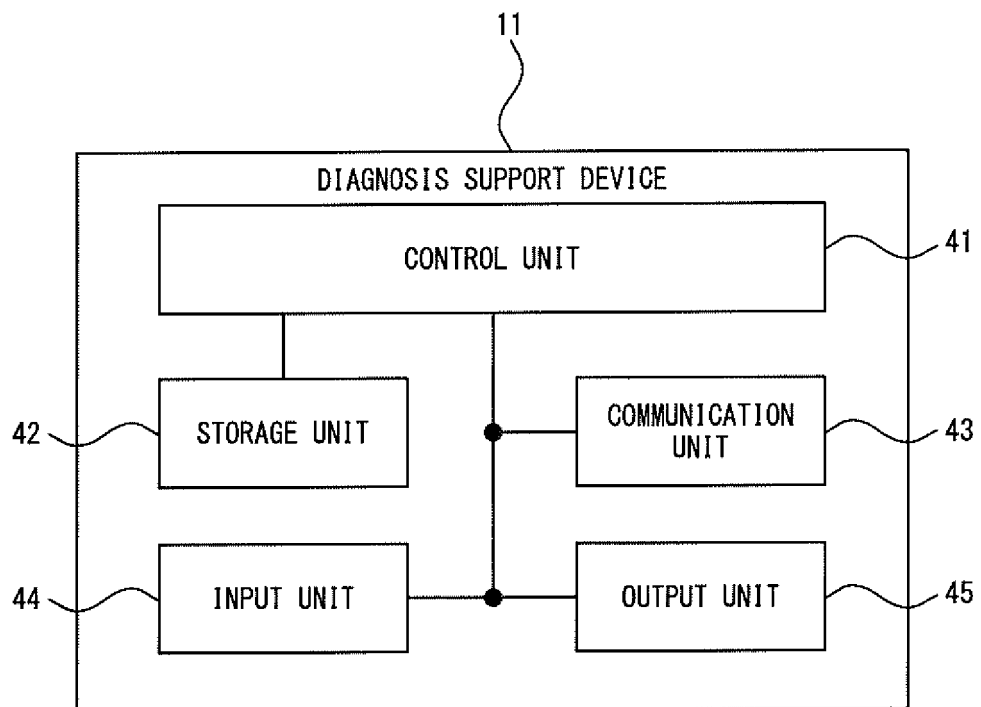 11
DIAGNOSIS SUPPORT DEVICE
CONTROL UNIT
41
42
STORAGE UNIT
COMMUNICATION
UNIT
43
44
INPUT UNIT
OUTPUT UNIT
45